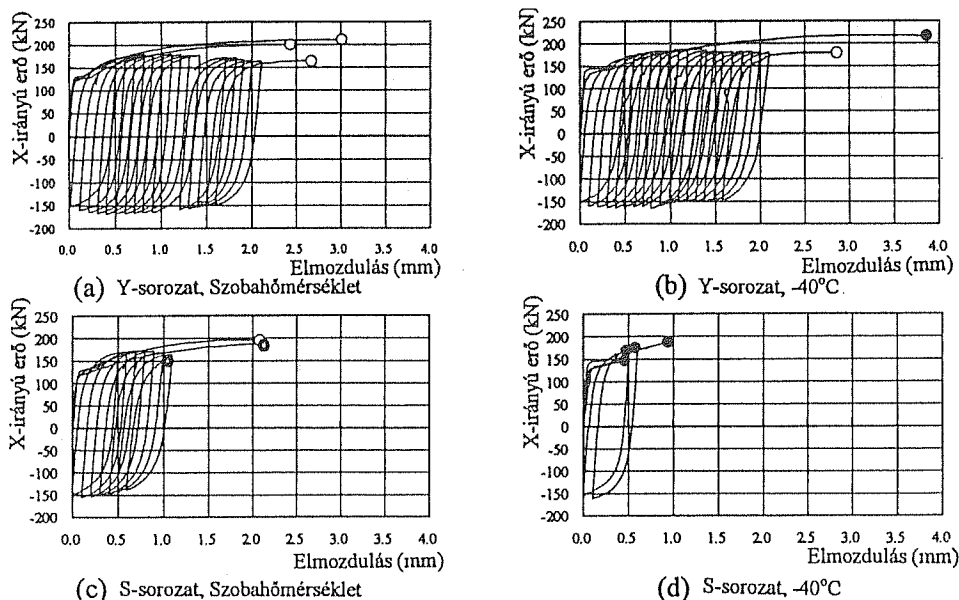 X-irányú erő (kN)
250
200
150
100
50
0
-50
-100
-150
-200
0.0 0.5 1.0 1.5 2.0 2.5 3.0 3.5 4.0
Elmozdulás (mm)
(a) Y-sorozat, Szobahőmérséklet
X-irányú erő (kN)
250
200
150
100
50
0
-50
-100
-150
-200
0.0 0.5 1.0 1.5 2.0 2.5 3.0 3.5 4.0
Elmozdulás (mm)
(b) Y-sorozat, -40°C
X-irányú erő (kN)
250
200
150
100
50
0
-50
-100
-150
-200
0.0 0.5 1.0 1.5 2.0 2.5 3.0 3.5 4.0
Elmozdulás (mm)
(c) S-sorozat, Szobahőmérséklet
X-irányú erő (kN)
250
200
150
100
50
0
-50
-100
-150
-200
0.0 0.5 1.0 1.5 2.0 2.5 3.0 3.5 4.0
Elmozdulás (mm)
(d) S-sorozat, -40°C